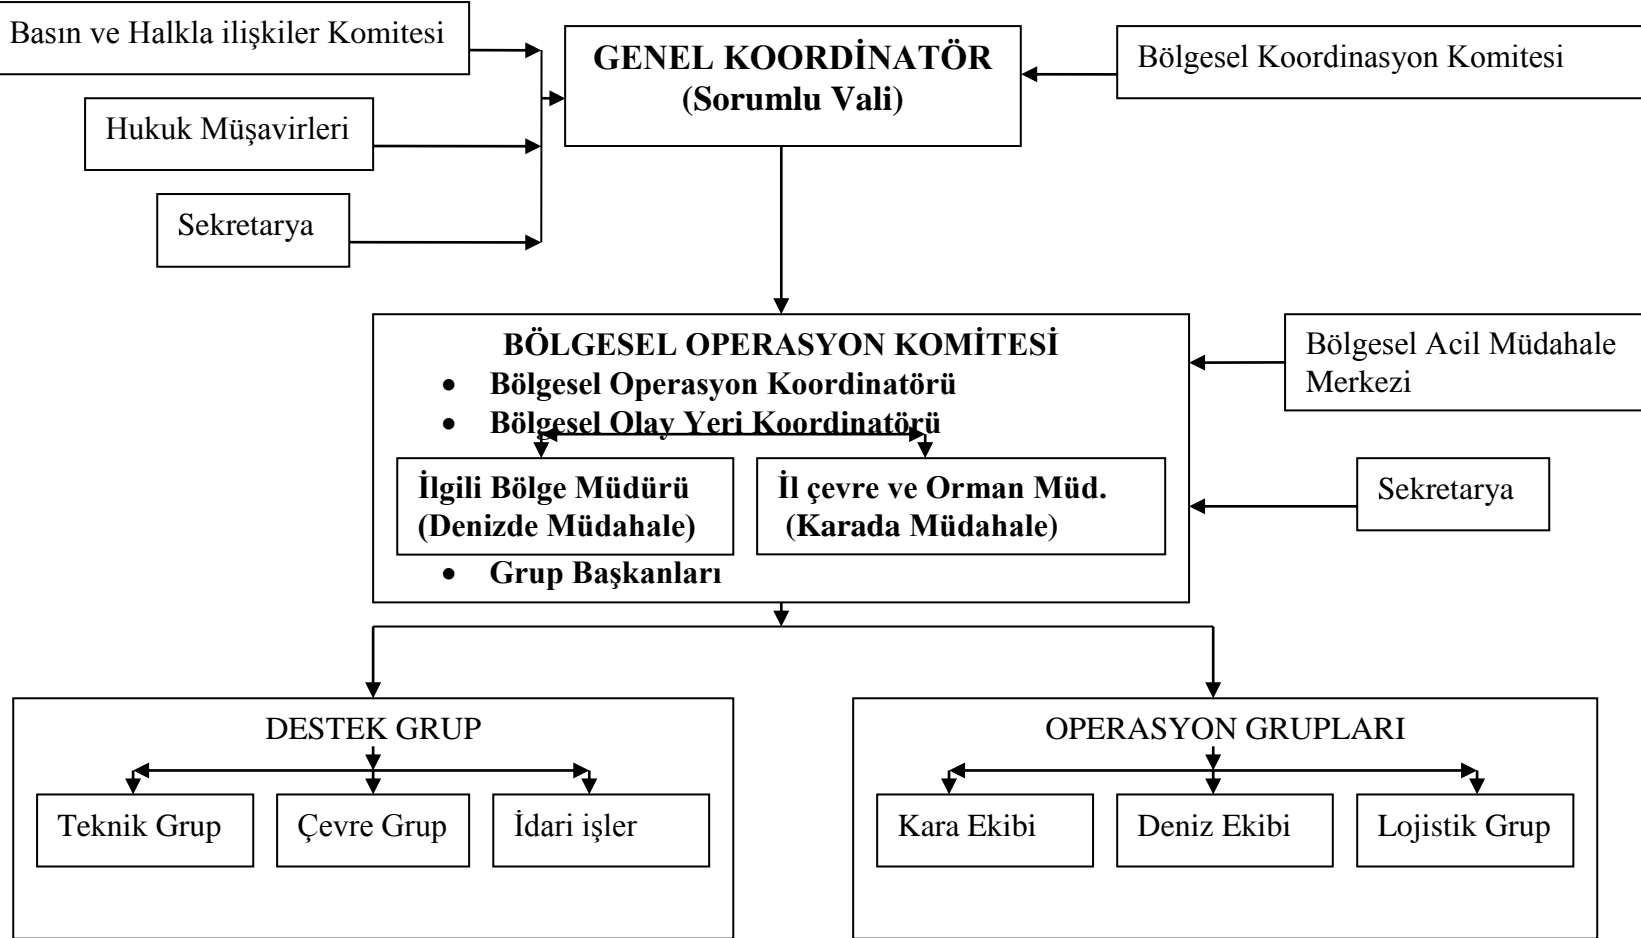 Basın ve Halkla ilişkiler Komitesi
GENEL KOORDİNATÖR
(Sorumlu Vali)
Bölgesel Koordinasyon Komitesi
Hukuk Müşavirleri
Sekretarya
BÖLGESEL OPERASYON KOMİTESİ
• Bölgesel Operasyon Koordinatörü
• Bölgesel Olay Yeri Koordinatörü
İlgili Bölge Müdürü
(Denizde Müdahale)
İl çevre ve Orman Müd.
(Karada Müdahale)
• Grup Başkanları
Bölgesel Acil Müdahale
Merkezi
Sekretarya
DESTEK GRUP
Teknik Grup
Çevre Grup
İdari işler
OPERASYON GRUPLARI
Kara Ekibi
Deniz Ekibi
Lojistik Grup